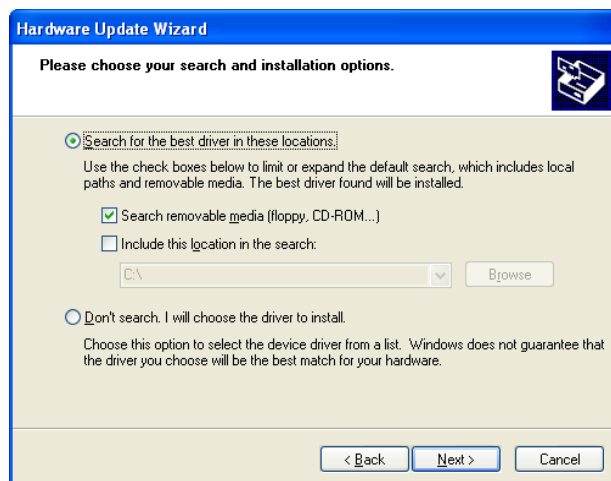 Hardware Update Wizard
Please choose your search and installation options.
Search for the best driver in these locations.
Use the check boxes below to limit or expand the default search, which includes local
paths and removable media. The best driver found will be installed.
Search removable media (floppy, CD-ROM...)
Include this location in the search:
C:\
Browse
Don't search. I will choose the driver to install.
Choose this option to select the device driver from a list. Windows does not guarantee that
the driver you choose will be the best match for your hardware.
< Back
Next >
Cancel